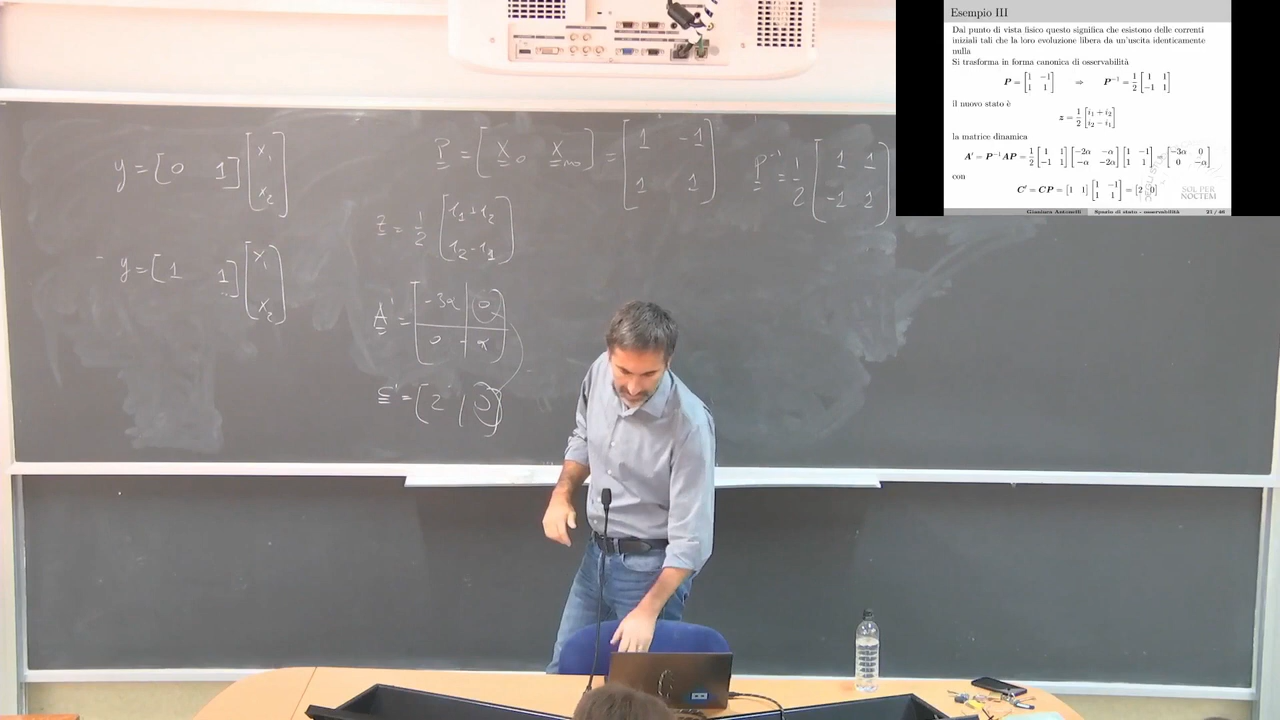 y = [0 1] [x₁ x₂]
y = [1 1] [x₁ x₂]
P = [X₀ Xₙₒ] = [1 -1; 1 1]
P⁻¹ = 1/2 [1 1; -1 1]
z = 1/2 [i₁+i₂; i₂-i₁]
A' = [-3α 0; 0 -α]
C' = [2 | 0]
Esempio III
Dal punto di vista fisico questo significa che esistono delle correnti
iniziali tali che la loro evoluzione libera da un'uscita identicamente
nulla
Si trasforma in forma canonica di osservabilità
P = [1 -1; 1 1] ⇒ P⁻¹ = 1/2 [1 1; -1 1]
il nuovo stato è
z = 1/2 [i₁ + i₂; i₂ − i₁]
la matrice dinamica
A' = P⁻¹AP = 1/2 [1 1; -1 1] [-2α -α; -α -2α] [1 -1; 1 1] = [-3α 0; 0 -α]
con
C' = CP = [1 1] [1 -1; 1 1] = [2 0]
SOL PER
NOCTEM
Gianluca Antonelli Spazio di stato - osservabilità 21 / 46